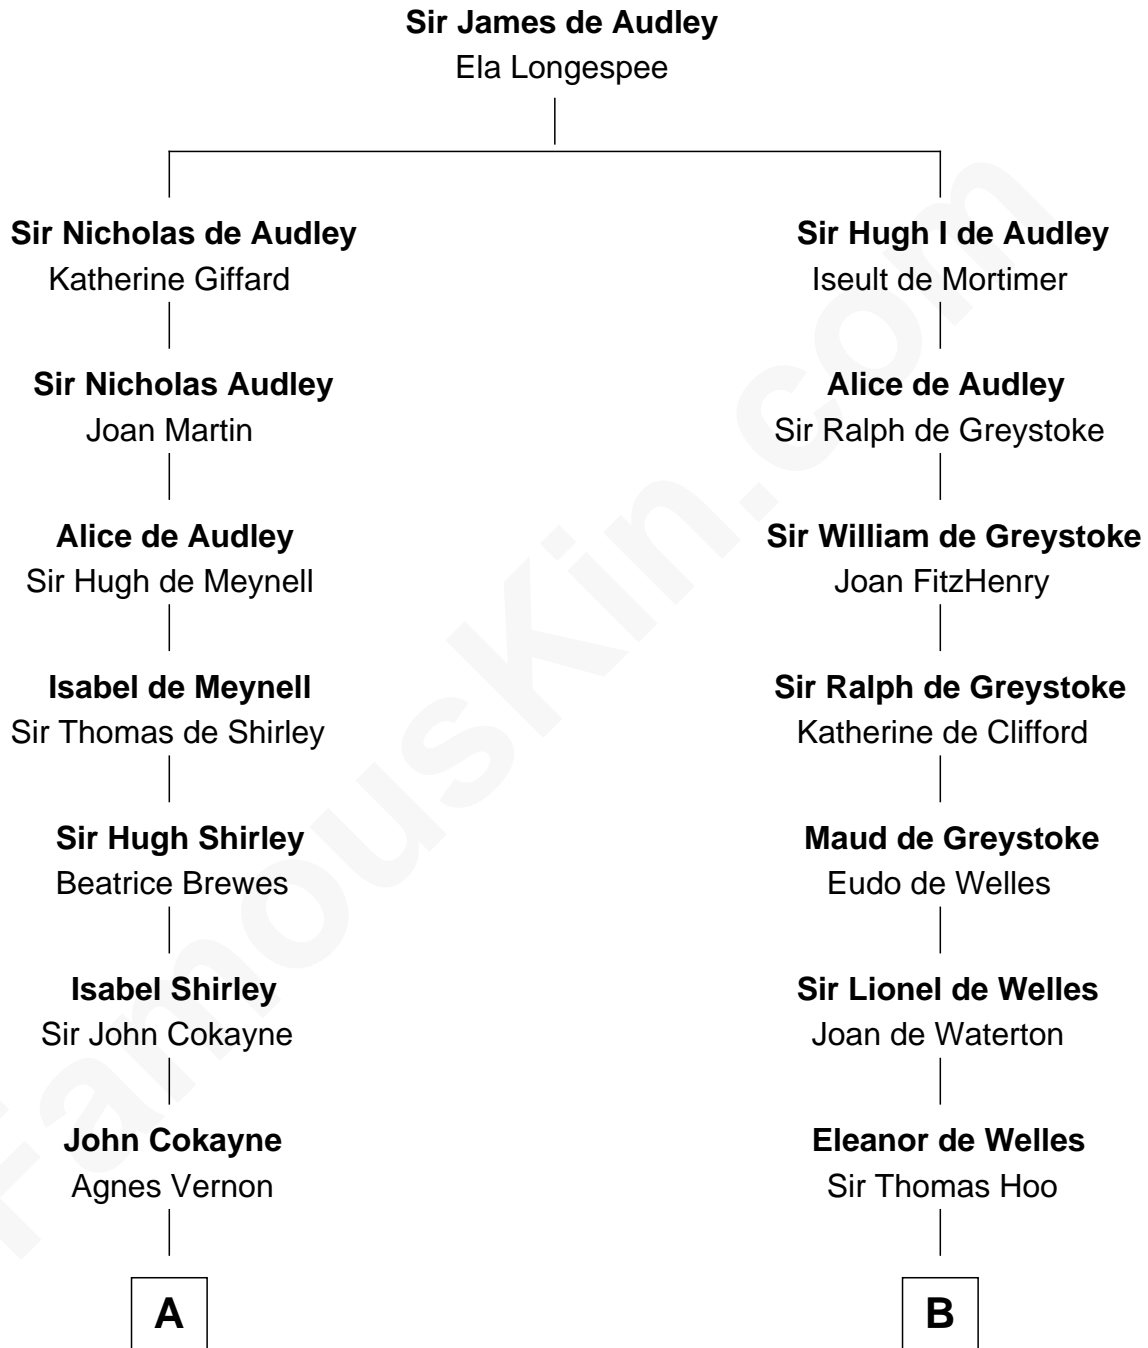 Sir James de Audley
Ela Longespee
Sir Nicholas de Audley
Katherine Giffard
Sir Hugh I de Audley
Iseult de Mortimer
Sir Nicholas Audley
Joan Martin
Alice de Audley
Sir Ralph de Greystoke
Alice de Audley
Sir Hugh de Meynell
Sir William de Greystoke
Joan FitzHenry
Isabel de Meynell
Sir Thomas de Shirley
Sir Ralph de Greystoke
Katherine de Clifford
Sir Hugh Shirley
Beatrice Brewes
Maud de Greystoke
Eudo de Welles
Isabel Shirley
Sir John Cokayne
Sir Lionel de Welles
Joan de Waterton
John Cokayne
Agnes Vernon
Eleanor de Welles
Sir Thomas Hoo
A
B
FamousKin.com